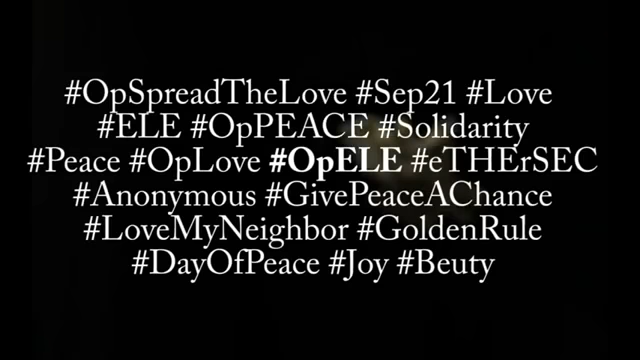 #OpSpreadTheLove #Sep21 #Love
#ELE #OpPEACE #Solidarity
#Peace #OpLove #OpELE #eTHErSEC
#Anonymous #GivePeaceAChance
#LoveMyNeighbor #GoldenRule
#DayOfPeace #Joy #Beuty